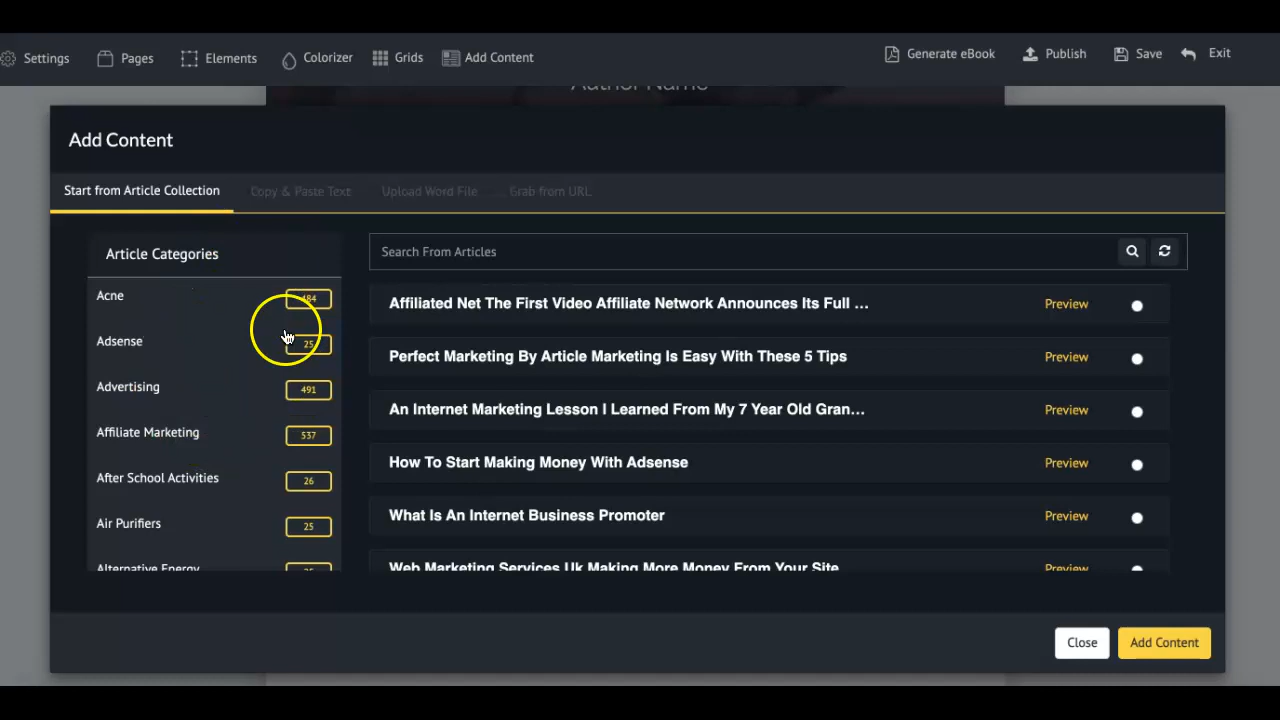 Settings
Pages
Elements
Colorizer
Grids
Add Content
Generate eBook
Publish
Save
Exit
Author Name
Add Content
Start from Article Collection
Copy & Paste Text
Upload Word File
Grab from URL
Article Categories
Search From Articles
Acne 484
Adsense 25
Advertising 491
Affiliate Marketing 537
After School Activities 26
Air Purifiers 25
Alternative Energy
Affiliated Net The First Video Affiliate Network Announces Its Full ... Preview
Perfect Marketing By Article Marketing Is Easy With These 5 Tips Preview
An Internet Marketing Lesson I Learned From My 7 Year Old Gran... Preview
How To Start Making Money With Adsense Preview
What Is An Internet Business Promoter Preview
Web Marketing Services Uk Making More Money From Your Site Preview
Close
Add Content